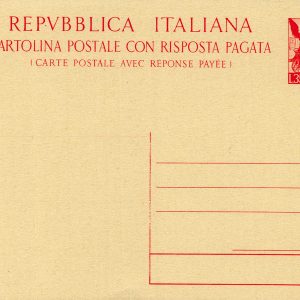 REPVBBLICA ITALIANA
ARTOLINA POSTALE CON RISPOSTA PAGATA
(CARTE POSTALE AVEC REPONSE PAYÉE)